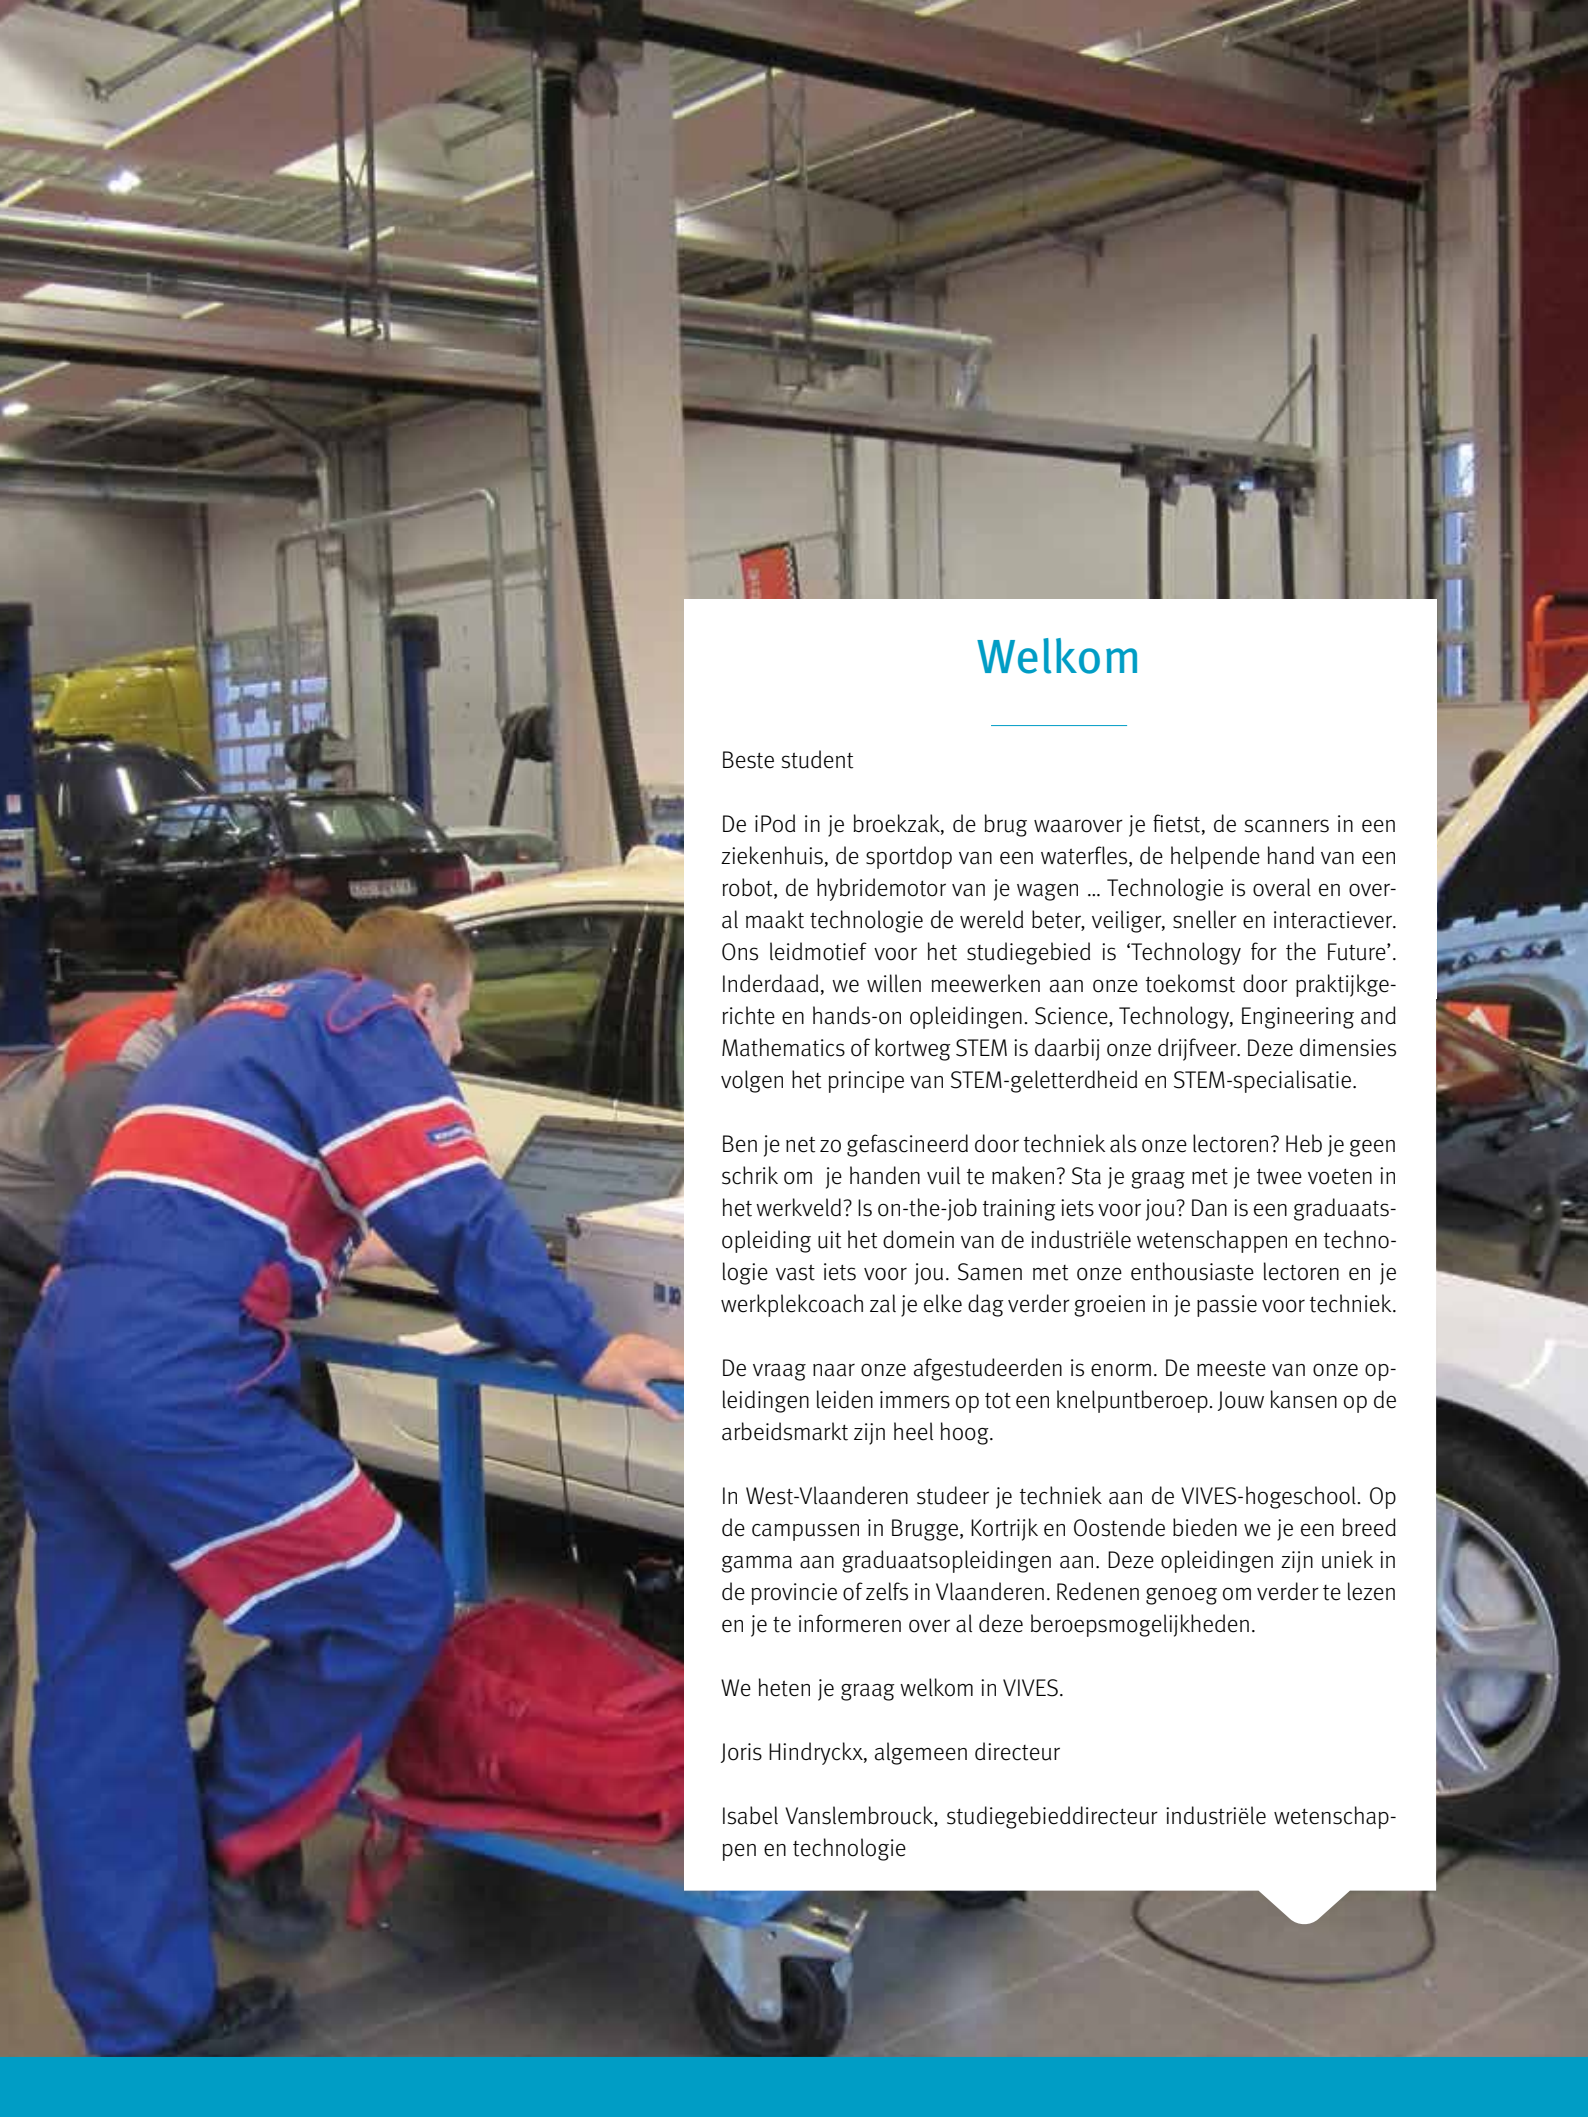 Welkom
Beste student
De iPod in je broekzak, de brug waarover je fietst, de scanners in een
ziekenhuis, de sportdop van een waterfles, de helpende hand van een
robot, de hybridemotor van je wagen … Technologie is overal en over-
al maakt technologie de wereld beter, veiliger, sneller en interactiever.
Ons leidmotief voor het studiegebied is ‘Technology for the Future’.
Inderdaad, we willen meewerken aan onze toekomst door praktijkge-
richte en hands-on opleidingen. Science, Technology, Engineering and
Mathematics of kortweg STEM is daarbij onze drijfveer. Deze dimensies
volgen het principe van STEM-geletterdheid en STEM-specialisatie.
Ben je net zo gefascineerd door techniek als onze lectoren? Heb je geen
schrik om  je handen vuil te maken? Sta je graag met je twee voeten in
het werkveld? Is on-the-job training iets voor jou? Dan is een graduaats-
opleiding uit het domein van de industriële wetenschappen en techno-
logie vast iets voor jou. Samen met onze enthousiaste lectoren en je
werkplekcoach zal je elke dag verder groeien in je passie voor techniek.
De vraag naar onze afgestudeerden is enorm. De meeste van onze op-
leidingen leiden immers op tot een knelpuntberoep. Jouw kansen op de
arbeidsmarkt zijn heel hoog.
In West-Vlaanderen studeer je techniek aan de VIVES-hogeschool. Op
de campussen in Brugge, Kortrijk en Oostende bieden we je een breed
gamma aan graduaatsopleidingen aan. Deze opleidingen zijn uniek in
de provincie of zelfs in Vlaanderen. Redenen genoeg om verder te lezen
en je te informeren over al deze beroepsmogelijkheden.
We heten je graag welkom in VIVES.
Joris Hindryckx, algemeen directeur
Isabel Vanslembrouck, studiegebieddirecteur industriële wetenschap-
pen en technologie